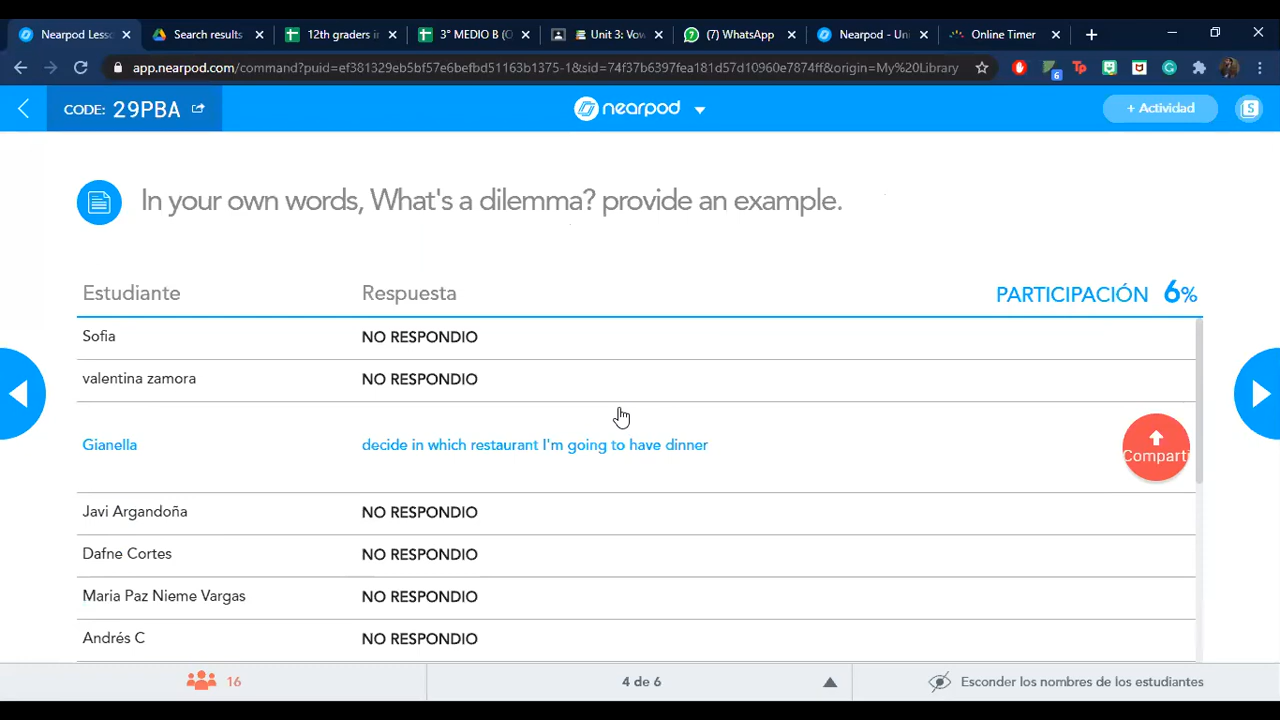 Nearpod Less
Search results
12th graders in
3° MEDIO B (O
Unit 3: Vow
(7) WhatsApp
Nearpod - Uni
Online Timer
app.nearpod.com/command?puid=ef381329eb5bf57e6befbd51163b1375-1&sid=74f37b6397fea181d57d10960e7874ff&origin=My%20Library
6
CODE: 29PBA
nearpod
+ Actividad
S
In your own words, What's a dilemma? provide an example.
Estudiante Respuesta PARTICIPACIÓN 6%
Sofia NO RESPONDIO
valentina zamora NO RESPONDIO
Gianella decide in which restaurant I'm going to have dinner
Comparti
Javi Argandoña NO RESPONDIO
Dafne Cortes NO RESPONDIO
Maria Paz Nieme Vargas NO RESPONDIO
Andrés C NO RESPONDIO
16
4 de 6
Esconder los nombres de los estudiantes